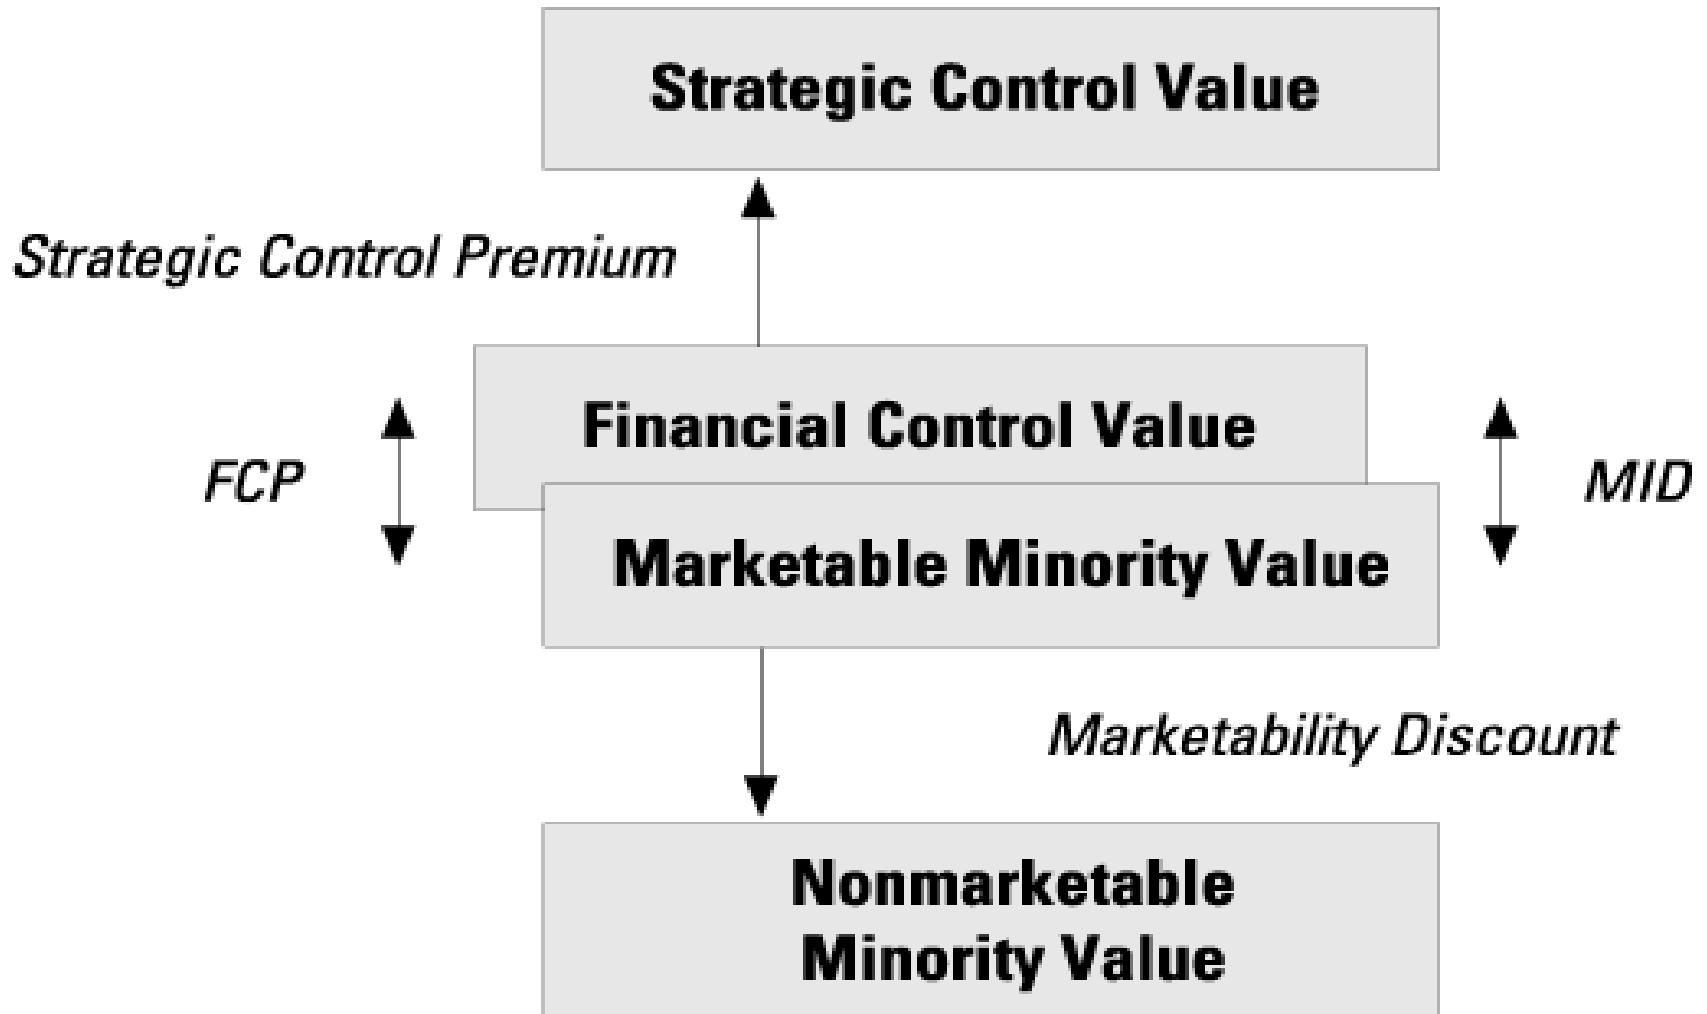 Strategic Control Value
Strategic Control Premium
Financial Control Value
FCP
MID
Marketable Minority Value
Marketability Discount
Nonmarketable
Minority Value